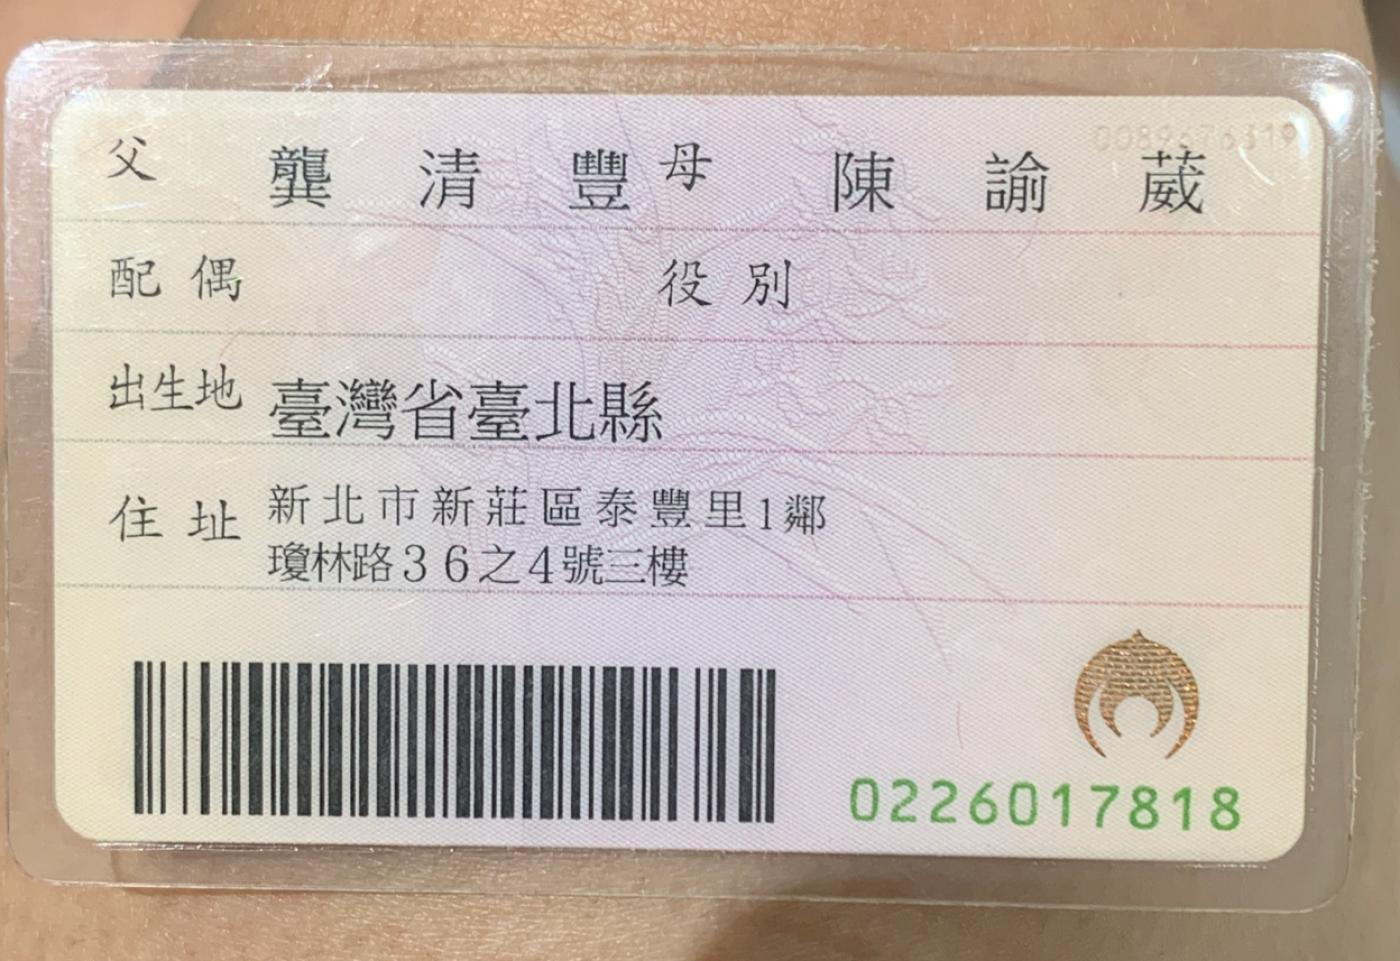 0089676319
父 龔清豐 母 陳諭葳
配偶 役別
出生地 臺灣省臺北縣
住址 新北市新莊區泰豐里1鄰
瓊林路36之4號三樓
0226017818